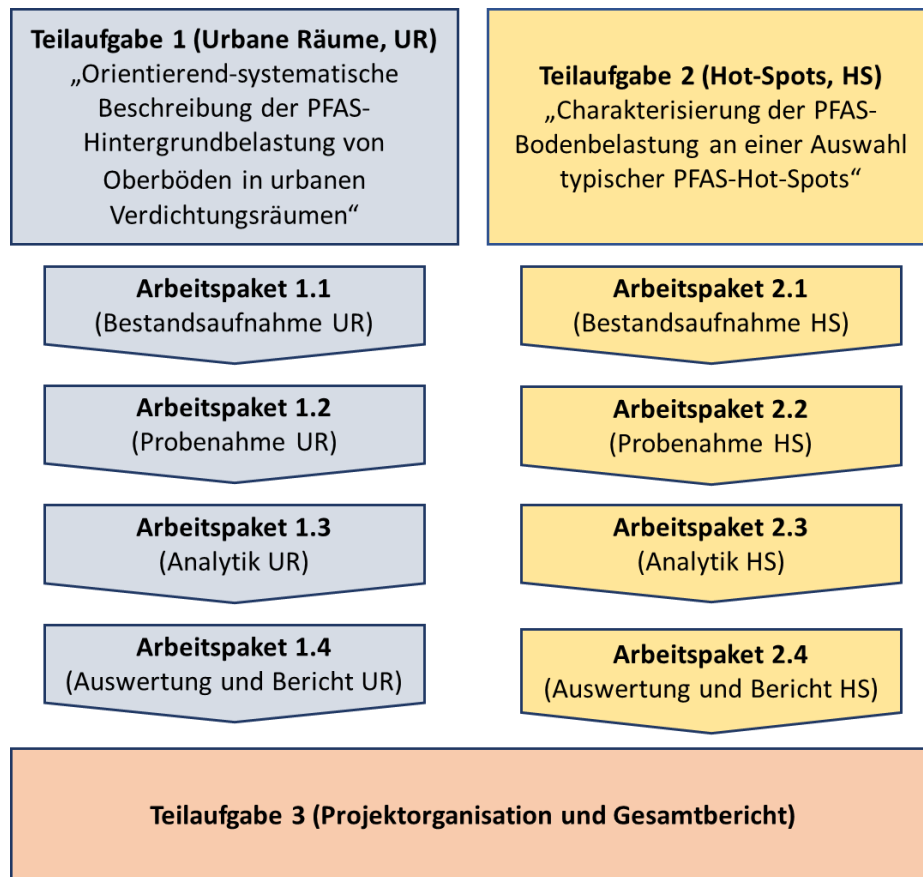 Teilaufgabe 1 (Urbane Räume, UR)
„Orientierend-systematische
Beschreibung der PFAS-
Hintergrundbelastung von
Oberböden in urbanen
Verdichtungsräumen“
Arbeitspaket 1.1
(Bestandsaufnahme UR)
Arbeitspaket 1.2
(Probenahme UR)
Arbeitspaket 1.3
(Analytik UR)
Arbeitspaket 1.4
(Auswertung und Bericht UR)
Teilaufgabe 2 (Hot-Spots, HS)
„Charakterisierung der PFAS-
Bodenbelastung an einer Auswahl
typischer PFAS-Hot-Spots“
Arbeitspaket 2.1
(Bestandsaufnahme HS)
Arbeitspaket 2.2
(Probenahme HS)
Arbeitspaket 2.3
(Analytik HS)
Arbeitspaket 2.4
(Auswertung und Bericht HS)
Teilaufgabe 3 (Projektorganisation und Gesamtbericht)